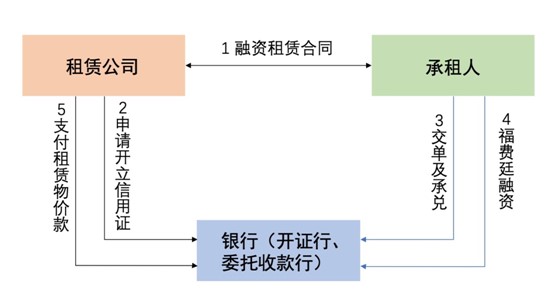 1 融资租赁合同
租赁公司
承租人
5 支付租赁物价款
2 申请开立信用证
3 交单及承兑
4 福费廷融资
银行（开证行、
委托收款行）